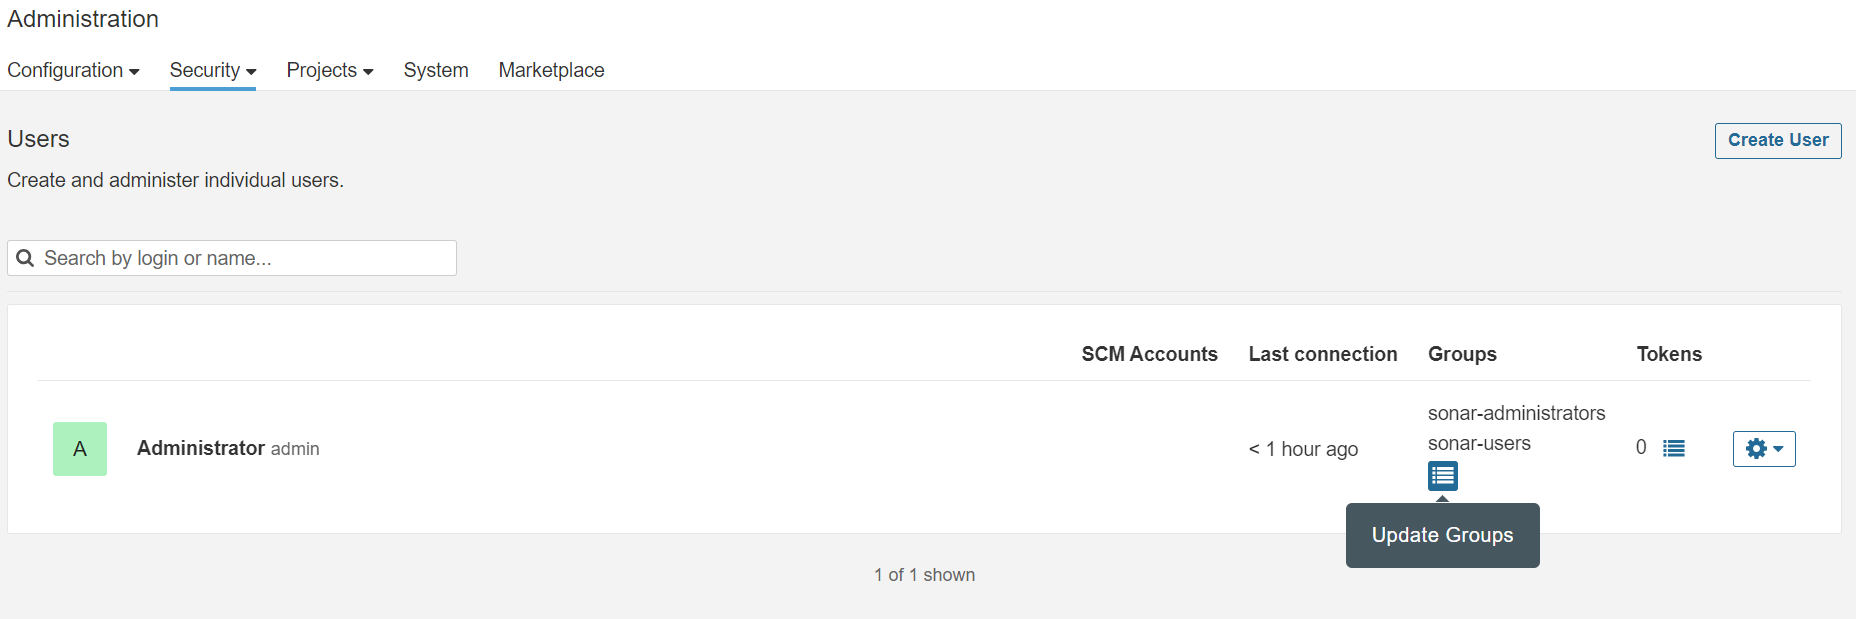 Administration
Configuration Security Projects System Marketplace
Users
Create User
Create and administer individual users.
Search by login or name...
SCM Accounts Last connection Groups Tokens
A
Administrator admin
< 1 hour ago
sonar-administrators
sonar-users
0
Update Groups
1 of 1 shown